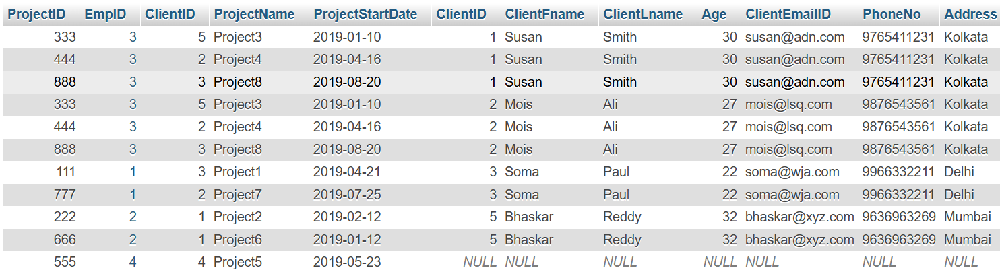 ProjectID EmpID ClientID ProjectName ProjectStartDate ClientID ClientFname ClientLname Age ClientEmailID PhoneNo Address
333 3 5 Project3 2019-01-10 1 Susan Smith 30 susan@adn.com 9765411231 Kolkata
444 3 2 Project4 2019-04-16 1 Susan Smith 30 susan@adn.com 9765411231 Kolkata
888 3 3 Project8 2019-08-20 1 Susan Smith 30 susan@adn.com 9765411231 Kolkata
333 3 5 Project3 2019-01-10 2 Mois Ali 27 mois@lsq.com 9876543561 Kolkata
444 3 2 Project4 2019-04-16 2 Mois Ali 27 mois@lsq.com 9876543561 Kolkata
888 3 3 Project8 2019-08-20 2 Mois Ali 27 mois@lsq.com 9876543561 Kolkata
111 1 3 Project1 2019-04-21 3 Soma Paul 22 soma@wja.com 9966332211 Delhi
777 1 2 Project7 2019-07-25 3 Soma Paul 22 soma@wja.com 9966332211 Delhi
222 2 1 Project2 2019-02-12 5 Bhaskar Reddy 32 bhaskar@xyz.com 9636963269 Mumbai
666 2 1 Project6 2019-01-12 5 Bhaskar Reddy 32 bhaskar@xyz.com 9636963269 Mumbai
555 4 4 Project5 2019-05-23 NULL NULL NULL NULL NULL NULL NULL